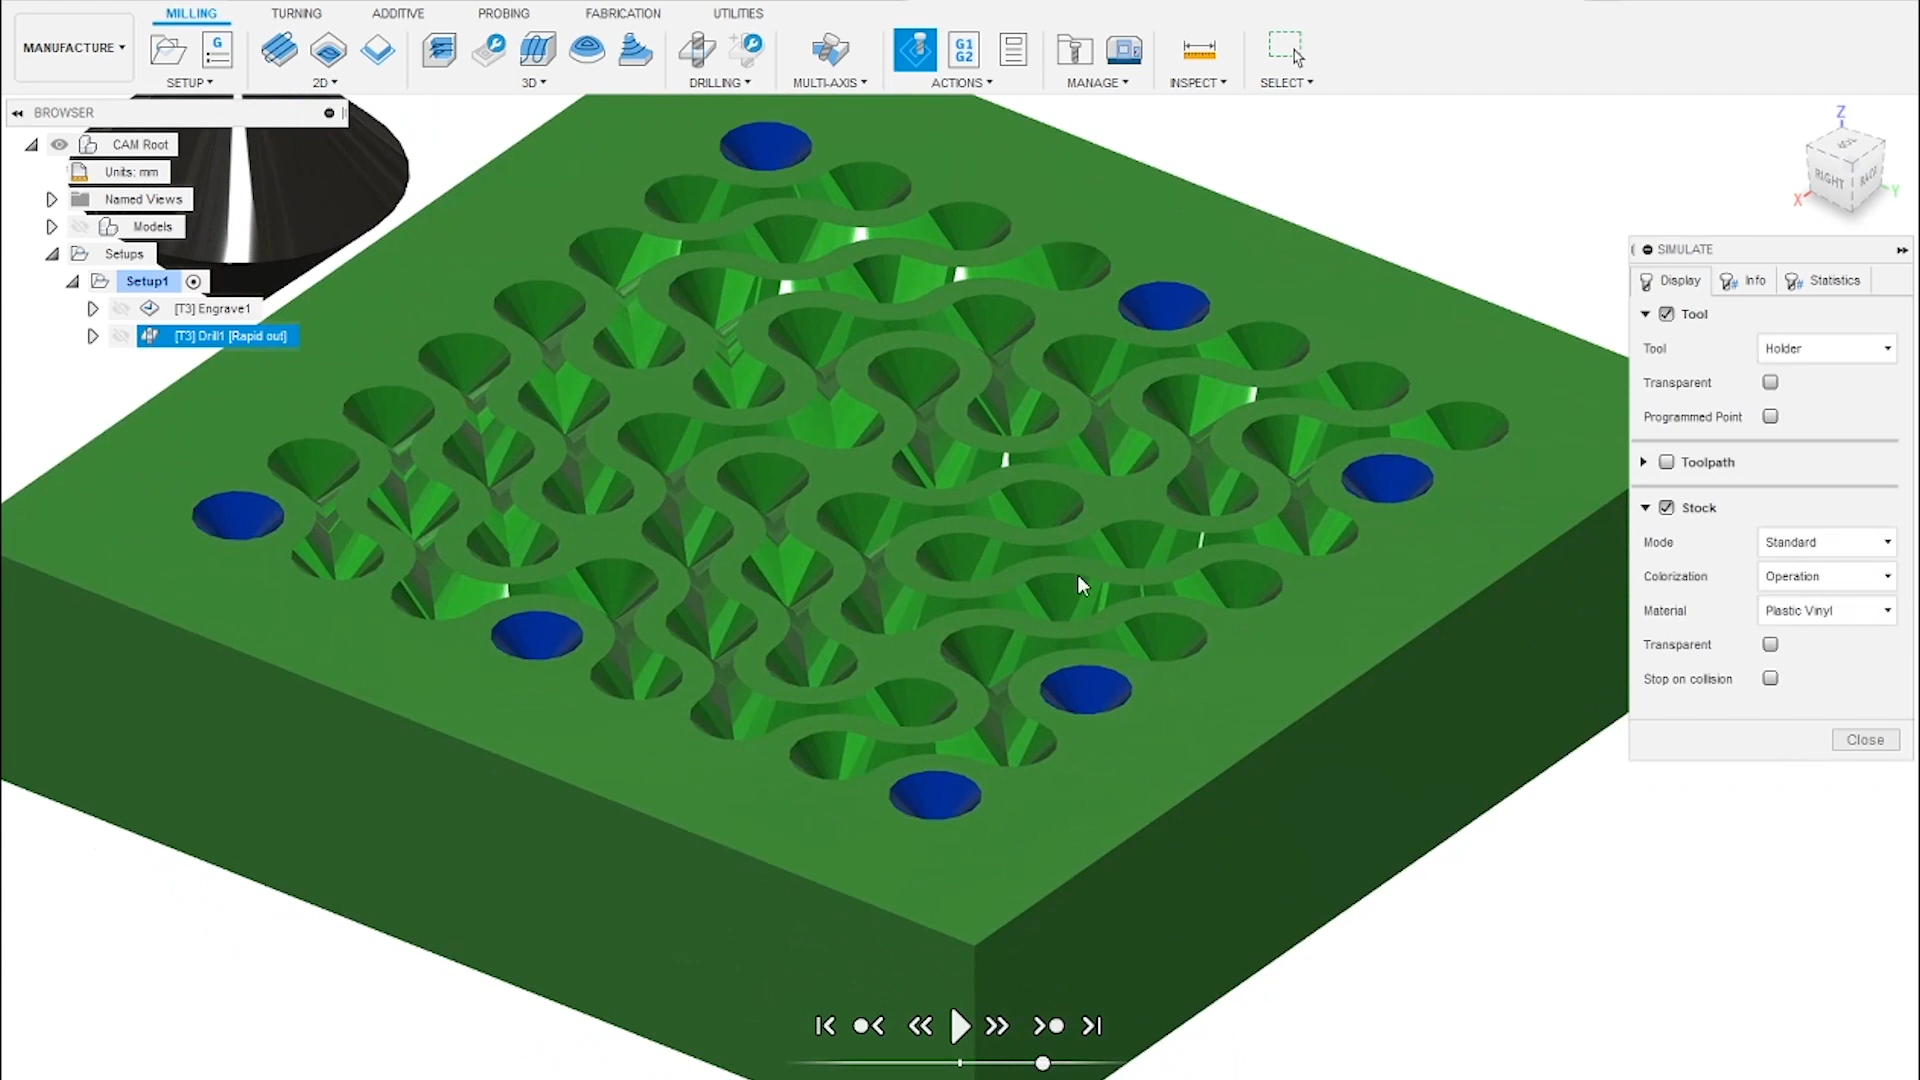 MILLING TURNING ADDITIVE PROBING FABRICATION UTILITIES
MANUFACTURE
G
G1
G2
SETUP 2D 3D DRILLING MULTI-AXIS ACTIONS MANAGE INSPECT SELECT
BROWSER
CAM Root
Units: mm
Named Views
Models
Setups
Setup1
[T3] Engrave1
[T3] Drill1 [Rapid out]
Z
TOP
RIGHT
BACK
X
Y
SIMULATE
Display Info Statistics
Tool
Tool Holder
Transparent
Programmed Point
Toolpath
Stock
Mode Standard
Colorization Operation
Material Plastic Vinyl
Transparent
Stop on collision
Close